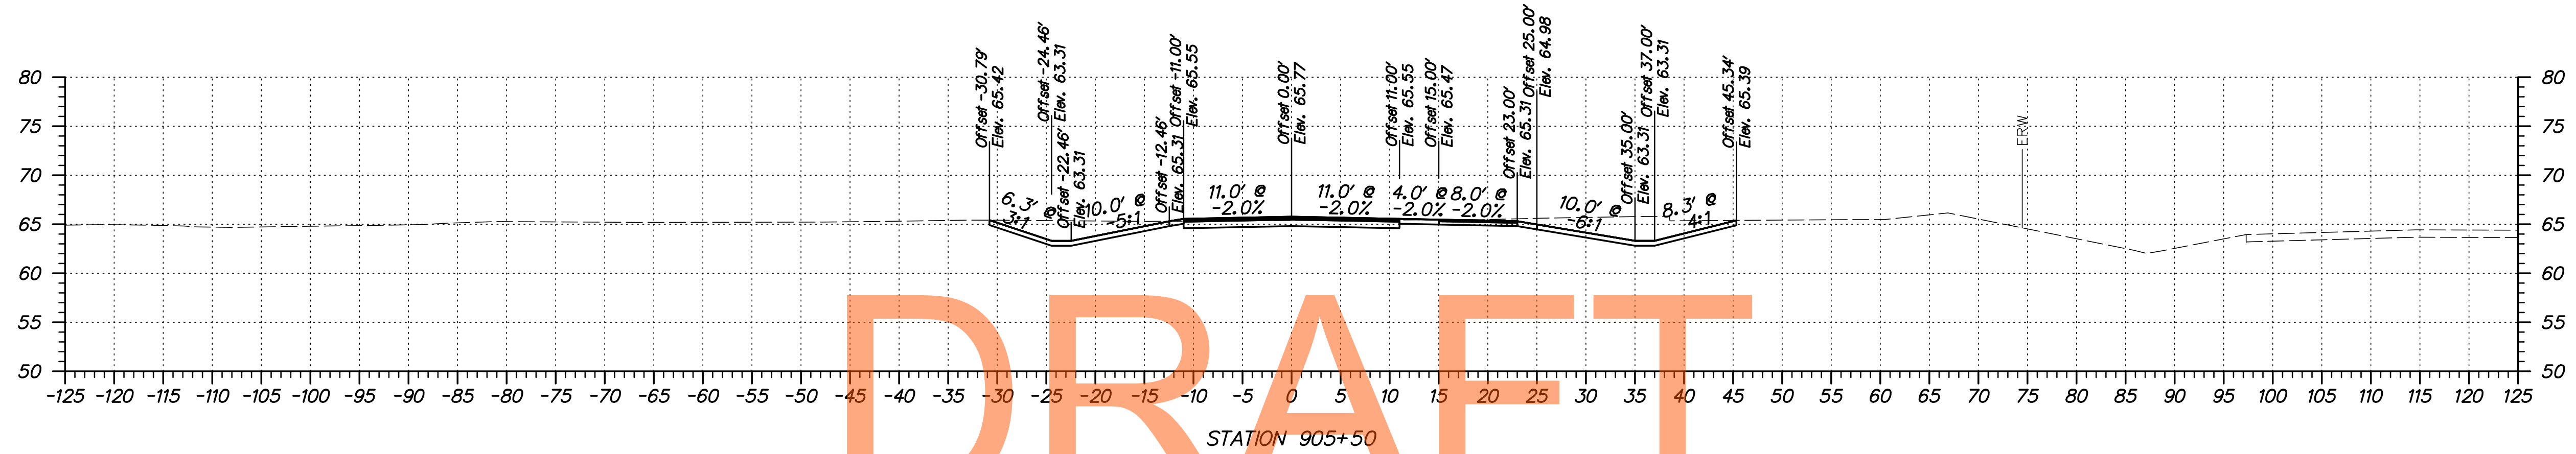 Offset -30.79'
Elev. 65.42
Offset -24.46'
Elev. 63.31
Offset -22.46'
Elev. 63.31
Offset -12.46'
Elev. 65.31
Offset -11.00'
Elev. 65.55
Offset 0.00'
Elev. 65.77
Offset 11.00'
Elev. 65.55
Offset 15.00'
Elev. 65.47
Offset 23.00'
Elev. 65.31
Offset 25.00'
Elev. 64.98
Offset 35.00'
Elev. 63.31
Offset 37.00'
Elev. 63.31
Offset 45.34'
Elev. 65.39
ERW
6.3' @
3:1
10.0' @
-5:1
11.0' @
-2.0%
11.0' @
-2.0%
4.0' @
-2.0%
8.0' @
-2.0%
10.0' @
-6:1
8.3' @
4:1
80 80
75 75
70 70
65 65
60 60
55 55
50 50
-125 -120 -115 -110 -105 -100 -95 -90 -85 -80 -75 -70 -65 -60 -55 -50 -45 -40 -35 -30 -25 -20 -15 -10 -5 0 5 10 15 20 25 30 35 40 45 50 55 60 65 70 75 80 85 90 95 100 105 110 115 120 125
DRAFT
STATION 905+50